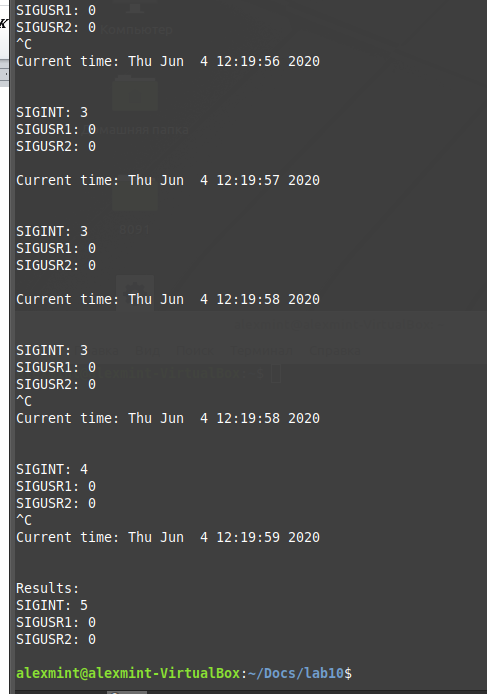 SIGUSR1: 0
SIGUSR2: 0
^C
Current time: Thu Jun  4 12:19:56 2020
SIGINT: 3
SIGUSR1: 0
SIGUSR2: 0
Current time: Thu Jun  4 12:19:57 2020
SIGINT: 3
SIGUSR1: 0
SIGUSR2: 0
Current time: Thu Jun  4 12:19:58 2020
SIGINT: 3
SIGUSR1: 0
SIGUSR2: 0
^C
Current time: Thu Jun  4 12:19:58 2020
SIGINT: 4
SIGUSR1: 0
SIGUSR2: 0
^C
Current time: Thu Jun  4 12:19:59 2020
Results:
SIGINT: 5
SIGUSR1: 0
SIGUSR2: 0
alexmint@alexmint-VirtualBox:~/Docs/lab10$